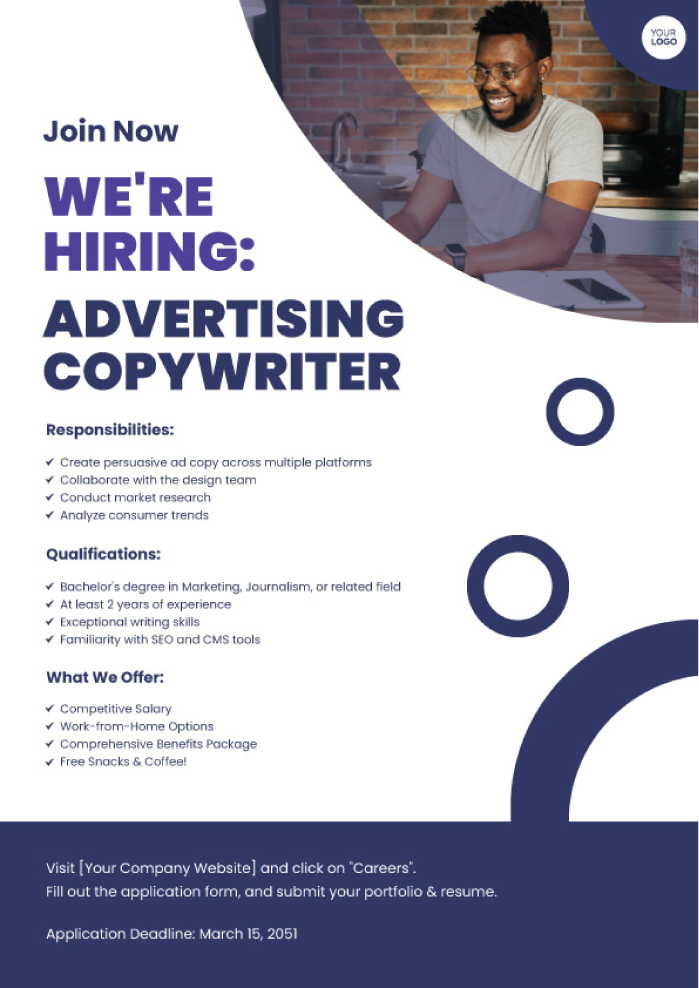 YOUR
LOGO
Join Now
WE'RE
HIRING:
ADVERTISING
COPYWRITER
Responsibilities:
✔ Create persuasive ad copy across multiple platforms
✔ Collaborate with the design team
✔ Conduct market research
✔ Analyze consumer trends
Qualifications:
✔ Bachelor's degree in Marketing, Journalism, or related field
✔ At least 2 years of experience
✔ Exceptional writing skills
✔ Familiarity with SEO and CMS tools
What We Offer:
✔ Competitive Salary
✔ Work-from-Home Options
✔ Comprehensive Benefits Package
✔ Free Snacks & Coffee!
Visit [Your Company Website] and click on "Careers".
Fill out the application form, and submit your portfolio & resume.
Application Deadline: March 15, 2051